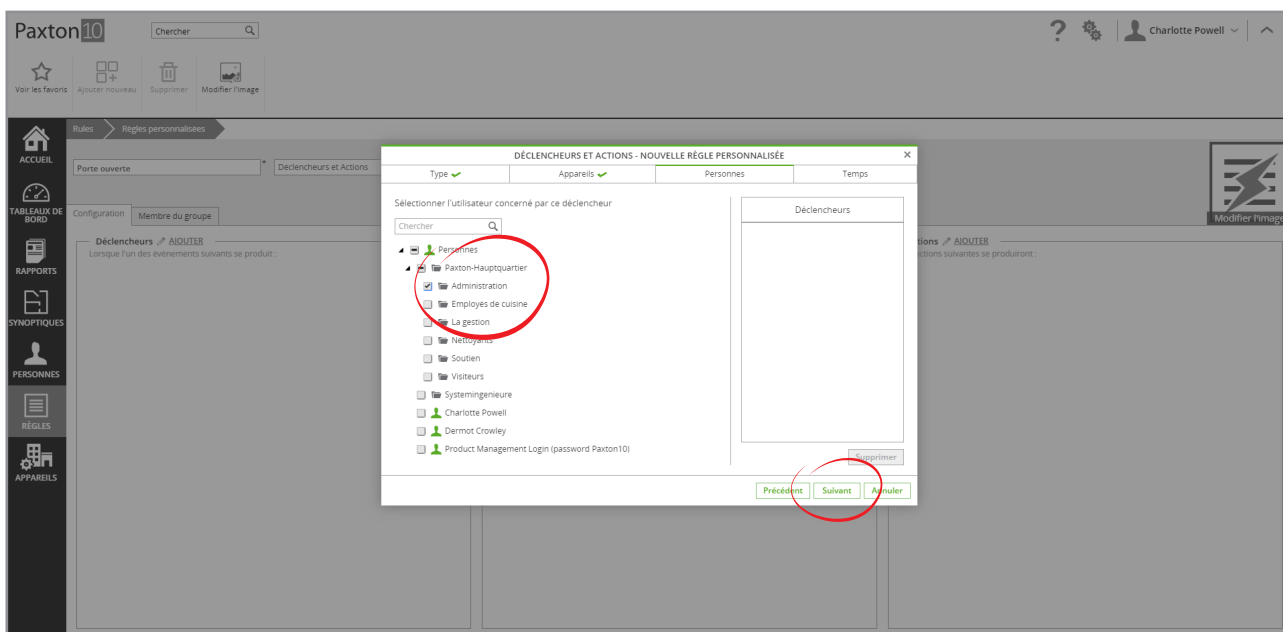 Paxton10 Chercher ? Charlotte Powell
Voir les favoris Ajouter nouveau Supprimer Modifier l'image
Rules Règles personnalisées
ACCUEIL
Porte ouverte * Déclencheurs et Actions
DÉCLENCHEURS ET ACTIONS - NOUVELLE RÈGLE PERSONNALISÉE ×
Type Appareils Personnes Temps
Sélectionner l'utilisateur concerné par ce déclencheur
Déclencheurs
Chercher
TABLEAUX DE
BORD
Configuration Membre du groupe
Modifier l'image
Déclencheurs AJOUTER
Lorsque l'un des évènements suivants se produit :
tions AJOUTER
ctions suivantes se produiront :
Personnes
Paxton-Hauptquartier
Administration
Employés de cuisine
La gestion
Nettoyants
Soutien
Visiteurs
Systemingenieure
Charlotte Powell
Dermot Crowley
Product Management Login (password Paxton10)
Supprimer
Précédent Suivant Annuler
RAPPORTS
SYNOPTIQUES
PERSONNES
RÈGLES
APPAREILS